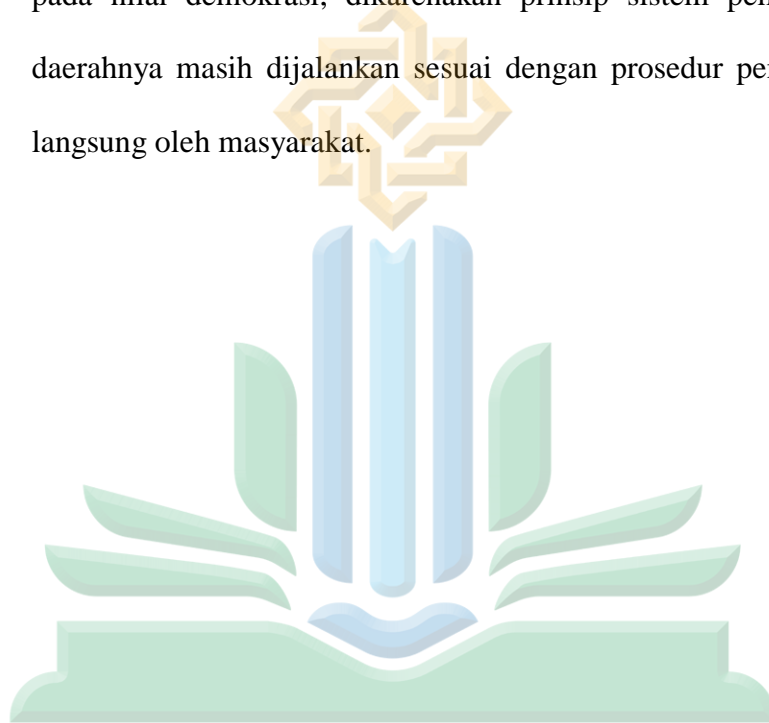 pada nilai demokrasi, dikarenakan prinsip sistem
daerahnya masih dijalankan sesuai dengan prosedur
langsung oleh masyarakat.